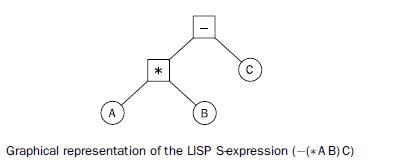 −
*
C
A
B
Graphical representation of the LISP S-expression (−(∗A B) C)